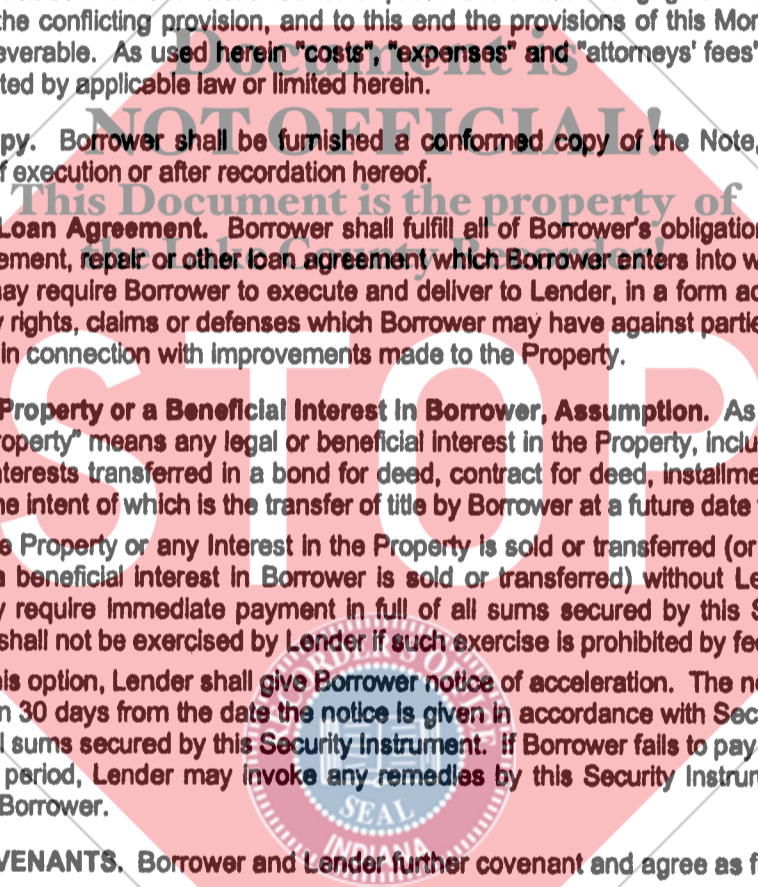 the conflicting provision, and to this end the provisions of this Mor
everable. As used herein "costs", "expenses" and "attorneys' fees"
ted by applicable law or limited herein.
Document is
NOT OFFICIAL!
This Document is the property of
the Lake County Recorder!
py. Borrower shall be furnished a conformed copy of the Note,
f execution or after recordation hereof.
Loan Agreement. Borrower shall fulfill all of Borrower's obligation
ement, repair or other loan agreement which Borrower enters into w
nay require Borrower to execute and deliver to Lender, in a form ac
y rights, claims or defenses which Borrower may have against partie
in connection with improvements made to the Property.
STOP
Property or a Beneficial Interest in Borrower, Assumption. As
operty" means any legal or beneficial interest in the Property, inclu
nterests transferred in a bond for deed, contract for deed, installme
ne intent of which is the transfer of title by Borrower at a future date
e Property or any Interest in the Property is sold or transferred (or
a beneficial interest in Borrower is sold or transferred) without Le
y require immediate payment in full of all sums secured by this S
shall not be exercised by Lender if such exercise is prohibited by fe
his option, Lender shall give Borrower notice of acceleration. The n
n 30 days from the date the notice is given in accordance with Sec
l sums secured by this Security Instrument. If Borrower fails to pay
period, Lender may invoke any remedies by this Security Instrum
Borrower.
RECORDER'S OFFICE
SEAL
INDIANA
VENANTS. Borrower and Lender further covenant and agree as f